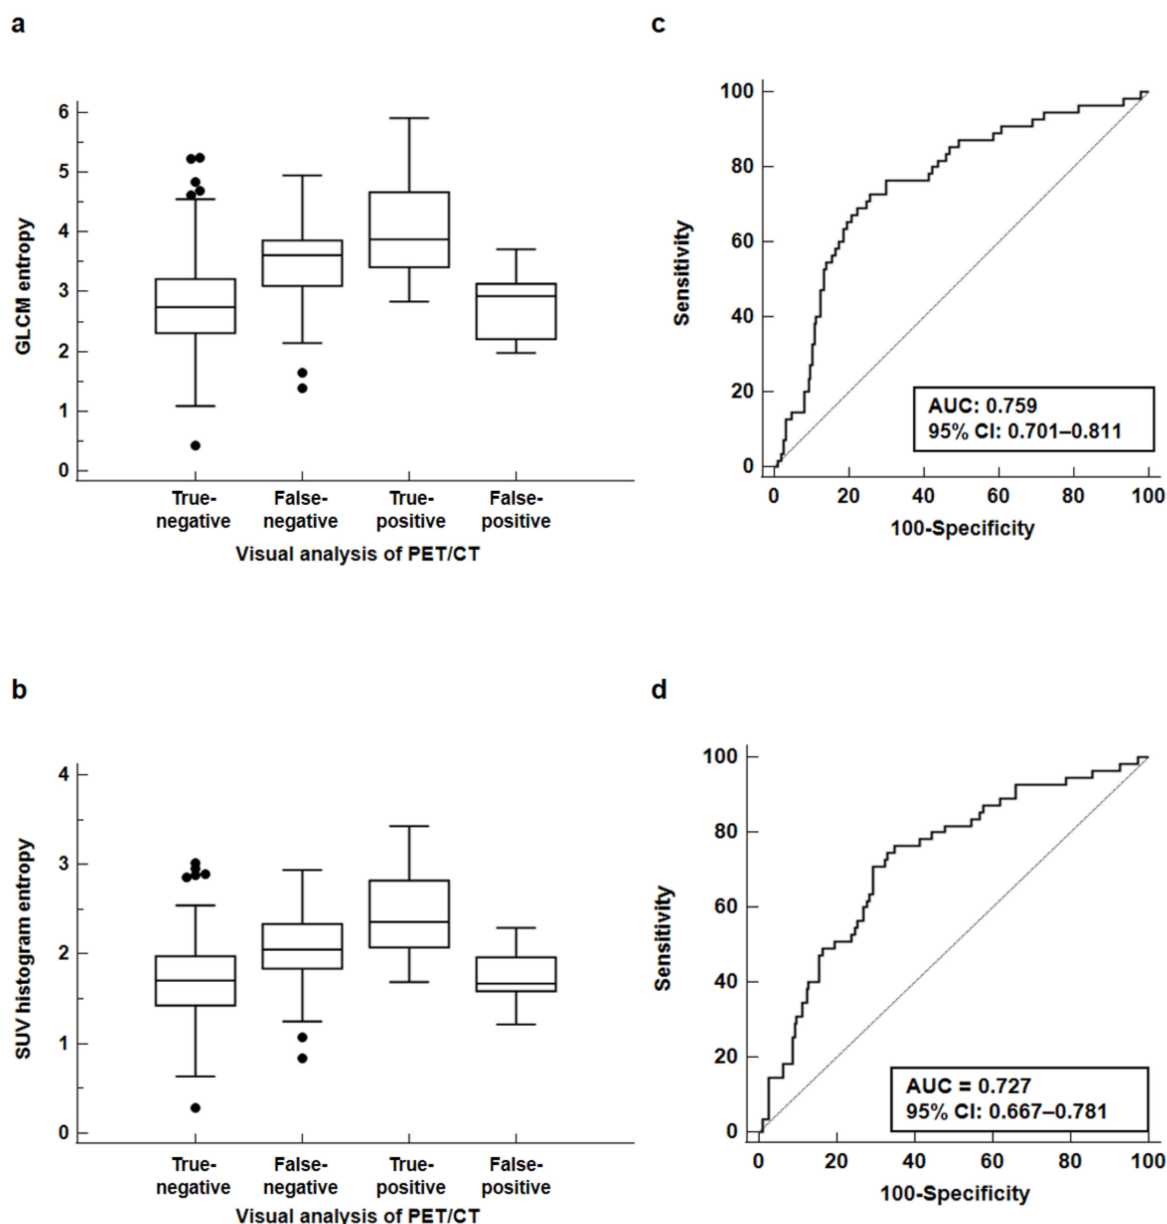 a
GLCM entropy
6
5
4
3
2
1
0
True-
negative
False-
negative
True-
positive
False-
positive
Visual analysis of PET/CT
c
Sensitivity
100
80
60
40
20
0
AUC: 0.759
95% CI: 0.701–0.811
0 20 40 60 80 100
100-Specificity
b
SUV histogram entropy
4
3
2
1
0
True-
negative
False-
negative
True-
positive
False-
positive
Visual analysis of PET/CT
d
Sensitivity
100
80
60
40
20
0
AUC = 0.727
95% CI: 0.667–0.781
0 20 40 60 80 100
100-Specificity